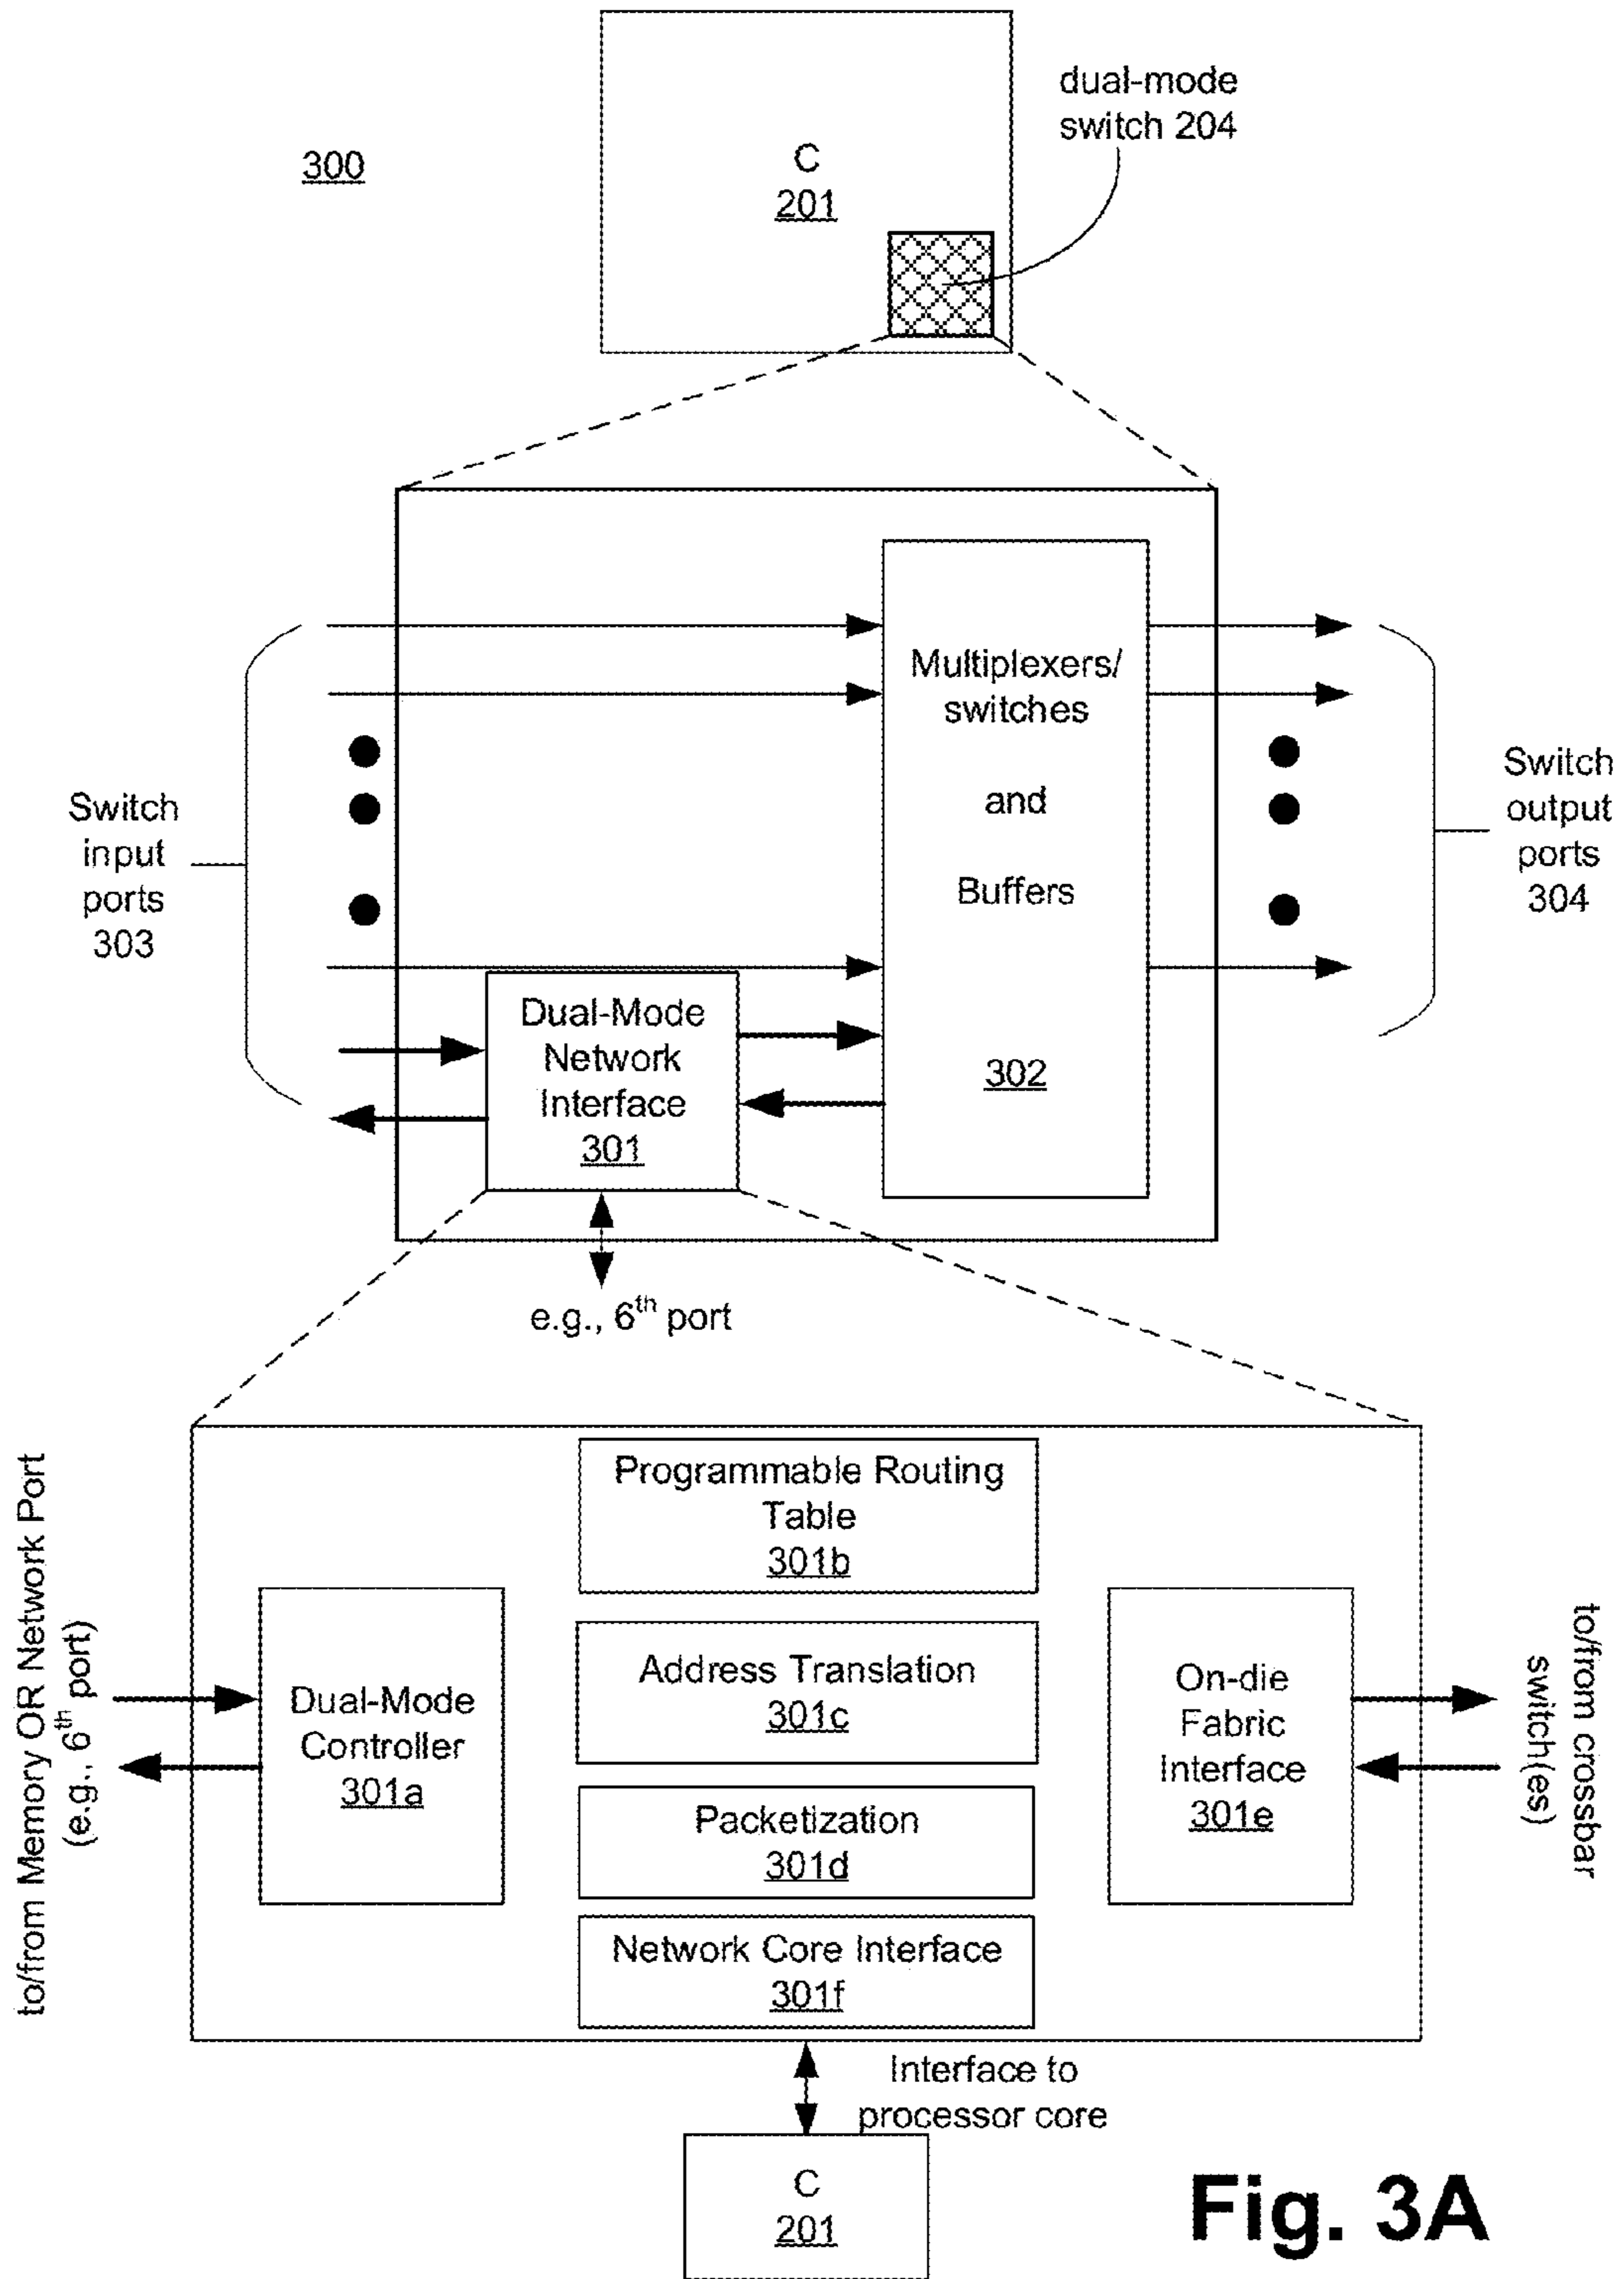 300
C
201
dual-mode
switch 204
Switch
input
ports
303
Multiplexers/
switches
and
Buffers
302
Switch
output
ports
304
Dual-Mode
Network
Interface
301
e.g., 6th port
to/from Memory OR Network Port
(e.g., 6th port)
Dual-Mode
Controller
301a
Programmable Routing
Table
301b
Address Translation
301c
Packetization
301d
Network Core Interface
301f
On-die
Fabric
Interface
301e
to/from crossbar
switch(es)
Interface to
processor core
C
201
Fig. 3A